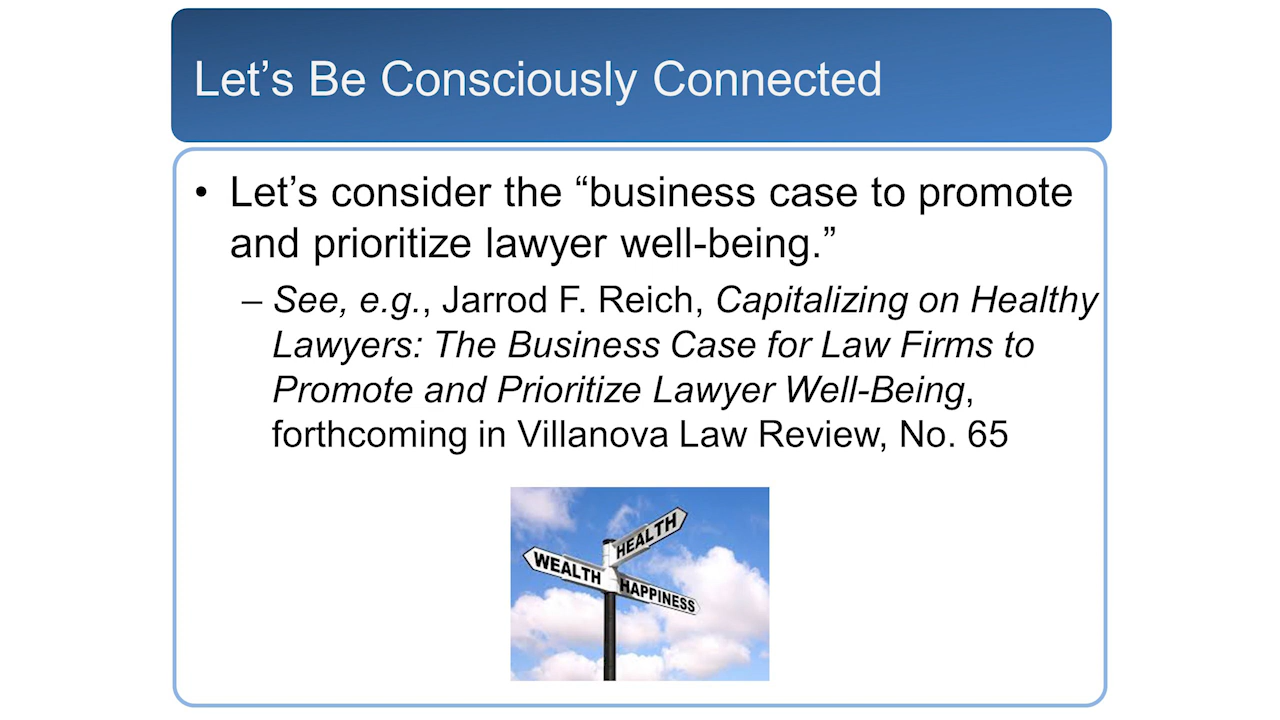 Let’s Be Consciously Connected
• Let’s consider the “business case to promote
and prioritize lawyer well-being.”
– See, e.g., Jarrod F. Reich, Capitalizing on Healthy
Lawyers: The Business Case for Law Firms to
Promote and Prioritize Lawyer Well-Being,
forthcoming in Villanova Law Review, No. 65
HEALTH
WEALTH
HAPPINESS